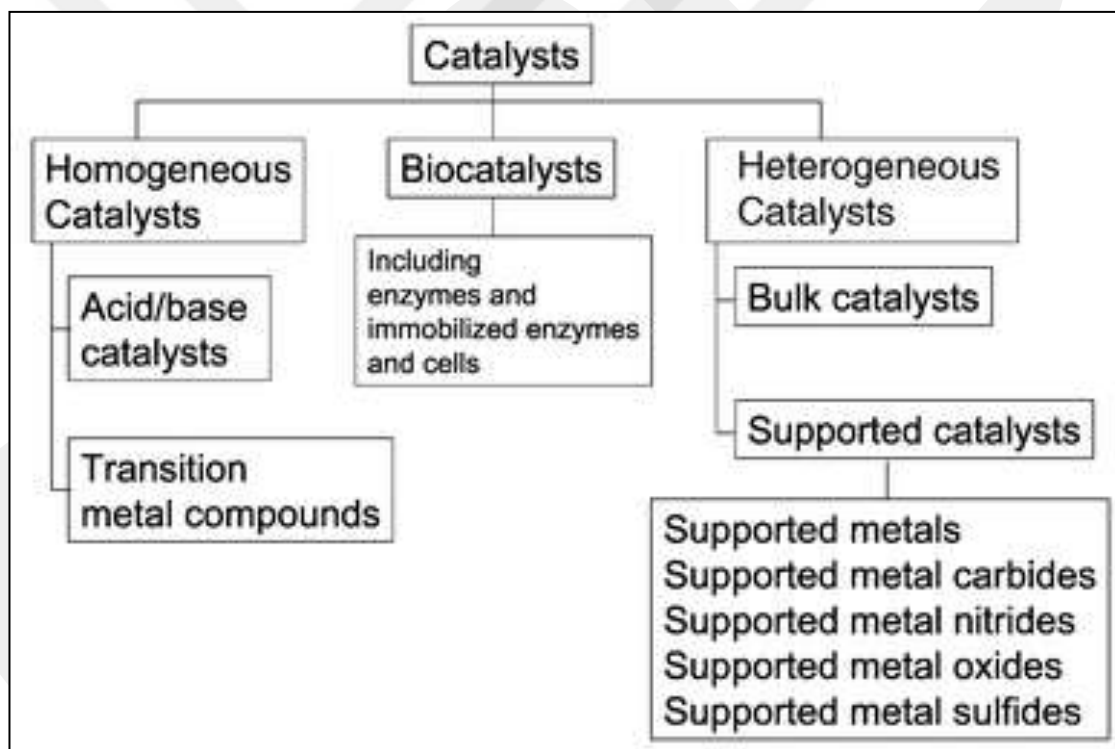 Catalysts
Homogeneous
Catalysts
Acid/base
catalysts
Transition
metal compounds
Biocatalysts
Including
enzymes and
immobilized enzymes
and cells
Heterogeneous
Catalysts
Bulk catalysts
Supported catalysts
Supported metals
Supported metal carbides
Supported metal nitrides
Supported metal oxides
Supported metal sulfides